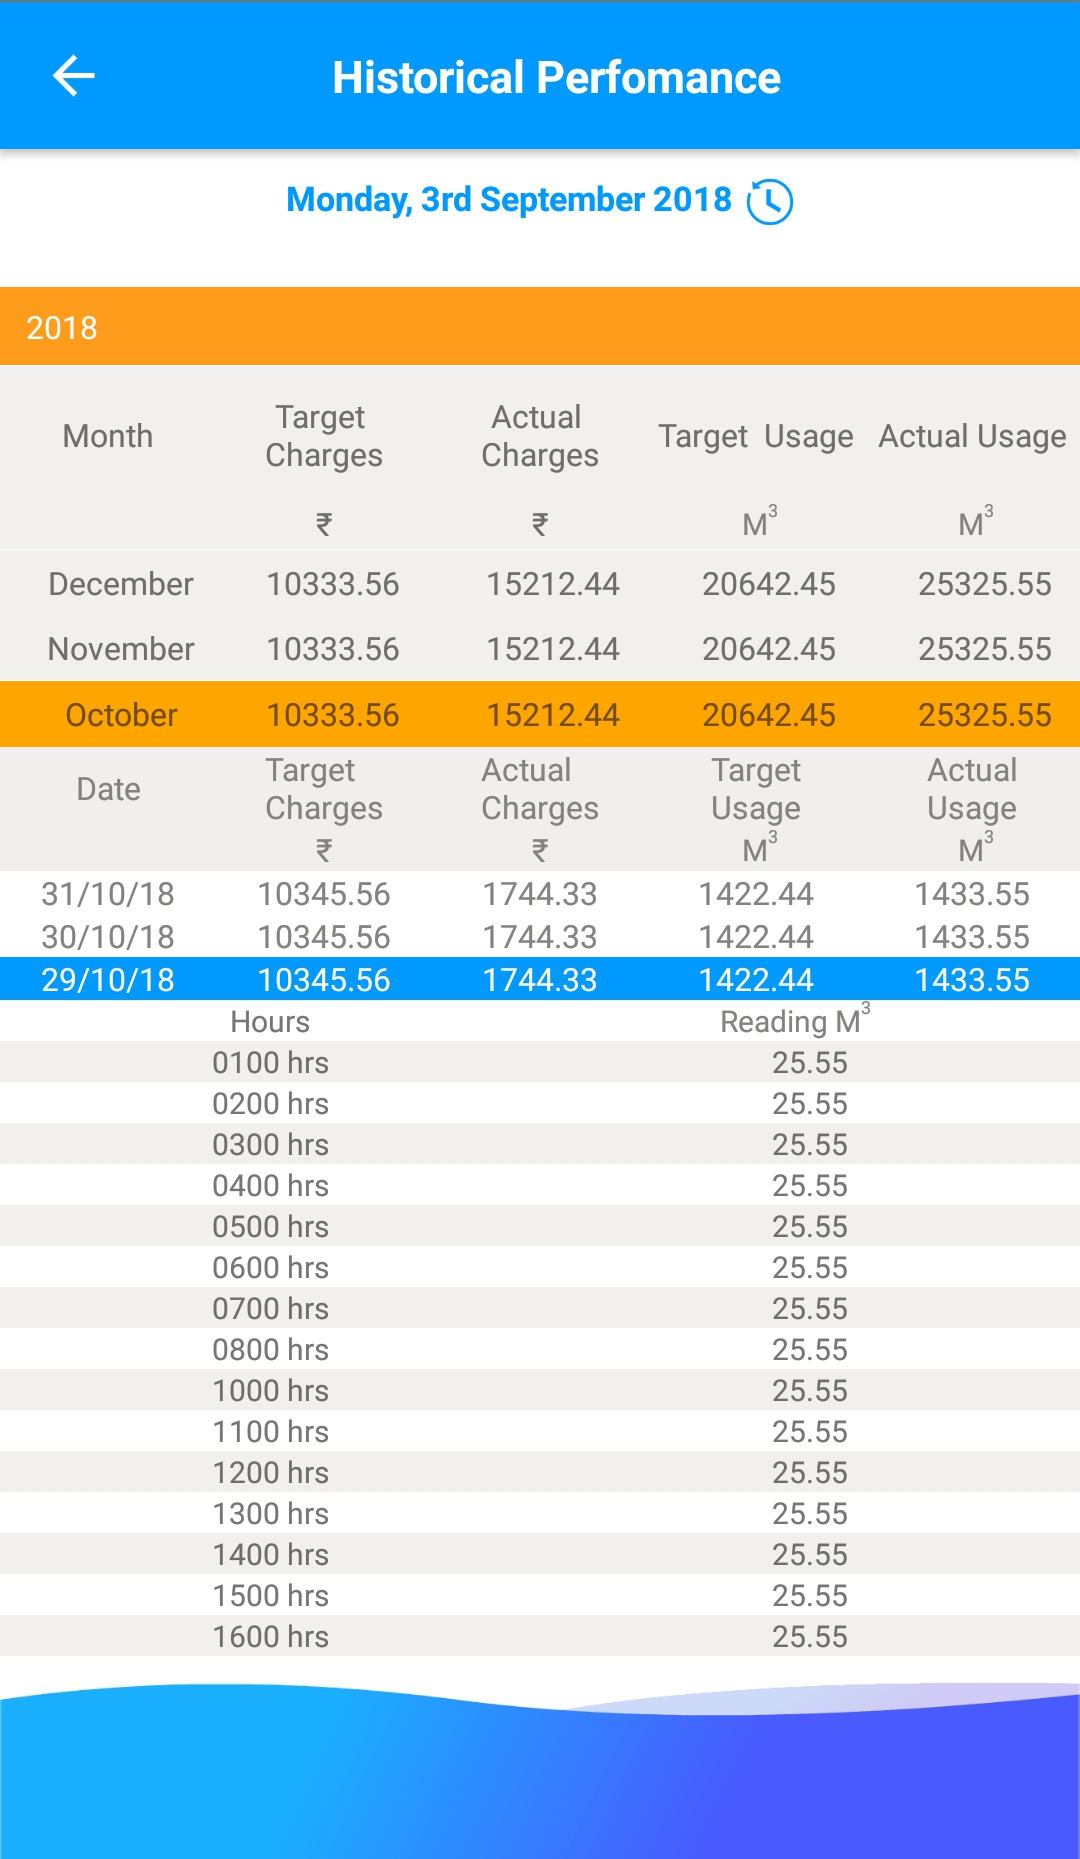 Historical Perfomance
Monday, 3rd September 2018
2018
Month Target Charges Actual Charges Target Usage Actual Usage
₹ ₹ M³ M³
December 10333.56 15212.44 20642.45 25325.55
November 10333.56 15212.44 20642.45 25325.55
October 10333.56 15212.44 20642.45 25325.55
Date Target Charges Actual Charges Target Usage Actual Usage
₹ ₹ M³ M³
31/10/18 10345.56 1744.33 1422.44 1433.55
30/10/18 10345.56 1744.33 1422.44 1433.55
29/10/18 10345.56 1744.33 1422.44 1433.55
Hours Reading M³
0100 hrs 25.55
0200 hrs 25.55
0300 hrs 25.55
0400 hrs 25.55
0500 hrs 25.55
0600 hrs 25.55
0700 hrs 25.55
0800 hrs 25.55
1000 hrs 25.55
1100 hrs 25.55
1200 hrs 25.55
1300 hrs 25.55
1400 hrs 25.55
1500 hrs 25.55
1600 hrs 25.55